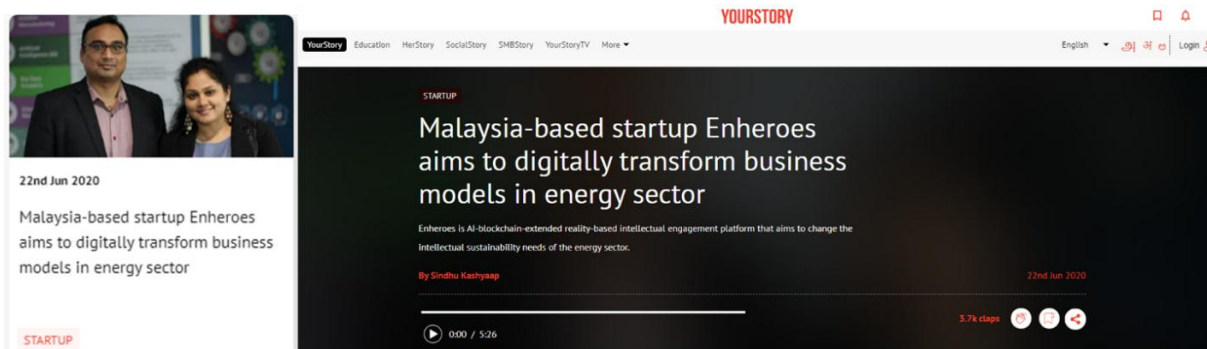 22nd Jun 2020
Malaysia-based startup Enheroes
aims to digitally transform business
models in energy sector
STARTUP
YOURSTORY
YourStory Education HerStory SocialStory SMBStory YourStoryTV More
English அ अ ಅ Login
STARTUP
Malaysia-based startup Enheroes
aims to digitally transform business
models in energy sector
Enheroes is AI-blockchain-extended reality-based intellectual engagement platform that aims to change the
intellectual sustainability needs of the energy sector.
By Sindhu Kashyaap 22nd Jun 2020
3.7k claps
0:00 / 5:26